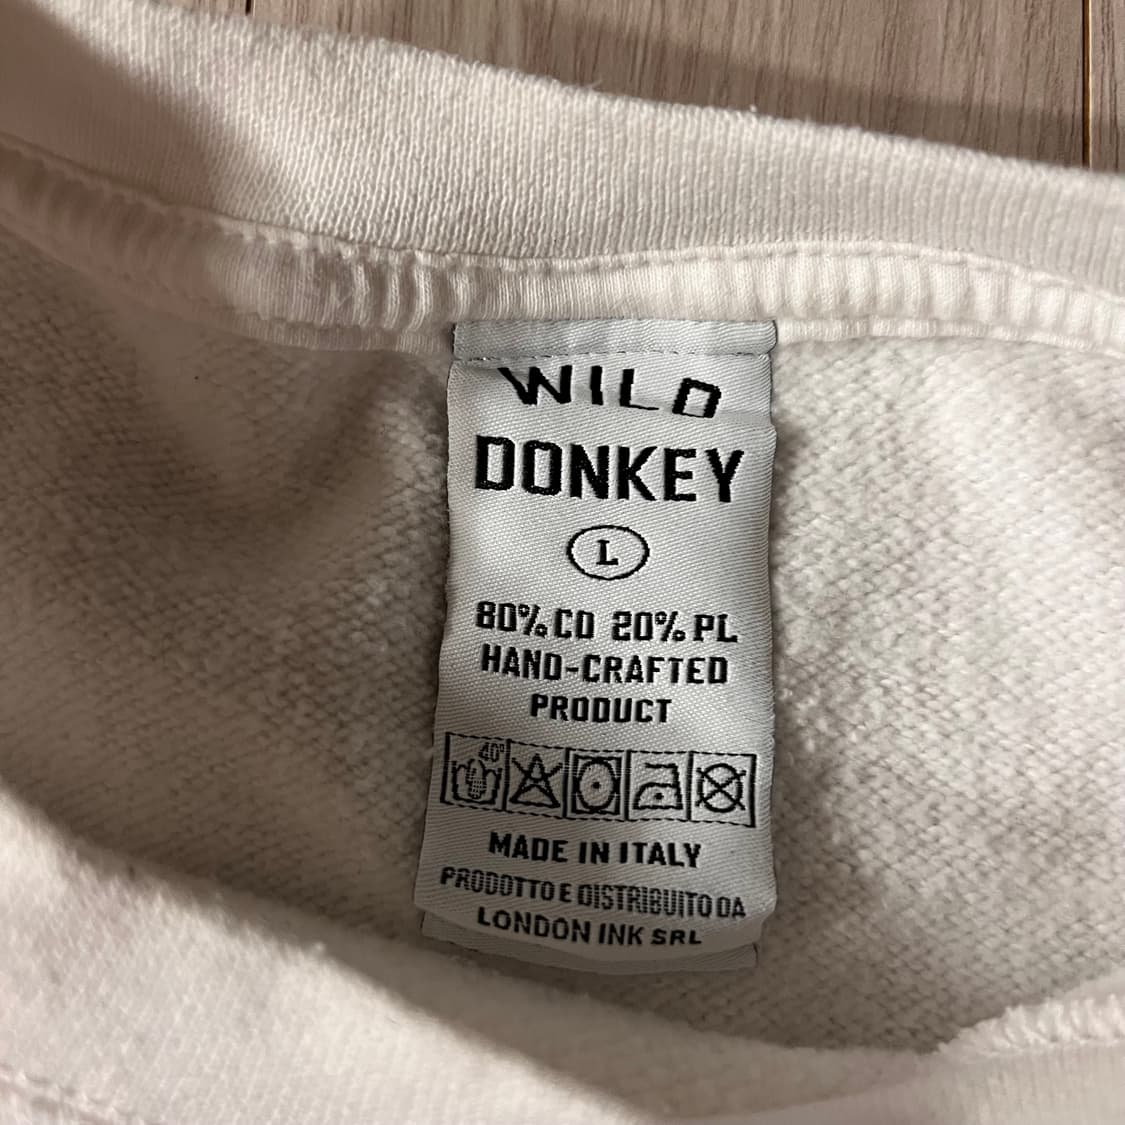 WILD
DONKEY
L
80% CO 20% PL
HAND-CRAFTED
PRODUCT
40°
MADE IN ITALY
PRODOTTO E DISTRIBUITO DA
LONDON INK SRL